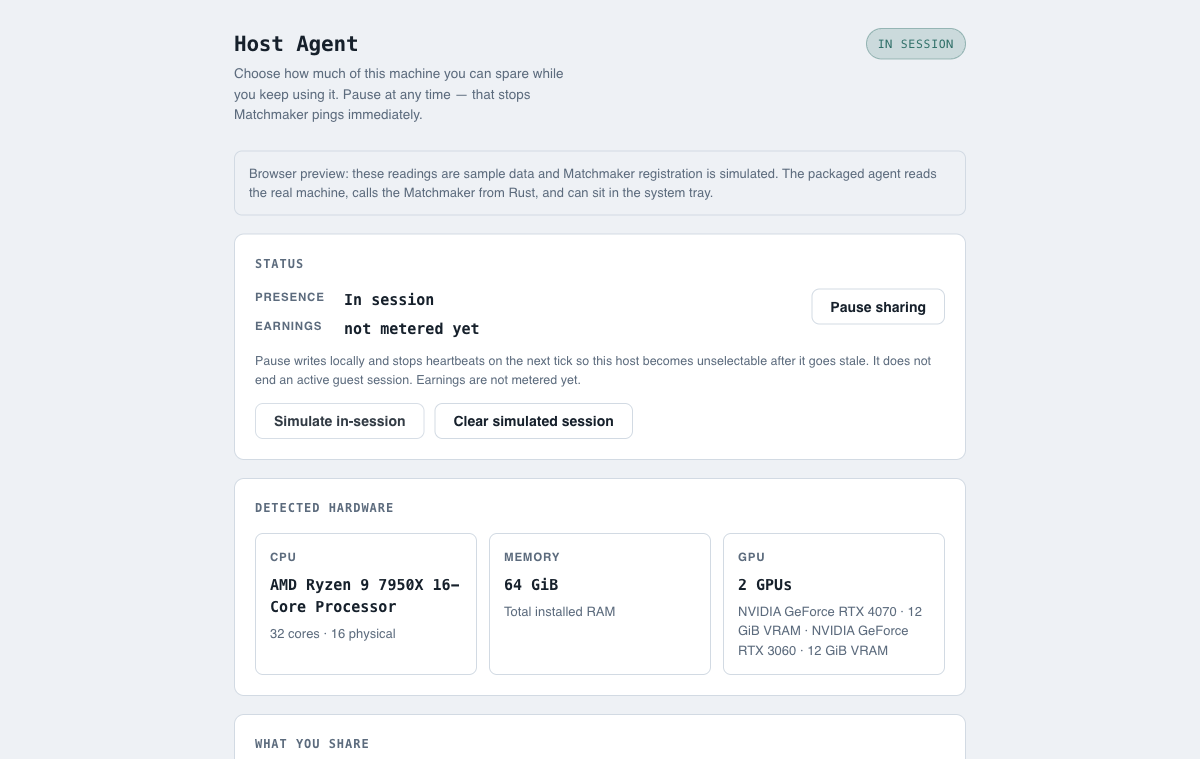 Host Agent
IN SESSION
Choose how much of this machine you can spare while
you keep using it. Pause at any time — that stops
Matchmaker pings immediately.
Browser preview: these readings are sample data and Matchmaker registration is simulated. The packaged agent reads
the real machine, calls the Matchmaker from Rust, and can sit in the system tray.
STATUS
PRESENCE In session
Pause sharing
EARNINGS not metered yet
Pause writes locally and stops heartbeats on the next tick so this host becomes unselectable after it goes stale. It does not
end an active guest session. Earnings are not metered yet.
Simulate in-session Clear simulated session
DETECTED HARDWARE
CPU
AMD Ryzen 9 7950X 16-
Core Processor
32 cores · 16 physical
MEMORY
64 GiB
Total installed RAM
GPU
2 GPUs
NVIDIA GeForce RTX 4070 · 12
GiB VRAM · NVIDIA GeForce
RTX 3060 · 12 GiB VRAM
WHAT YOU SHARE